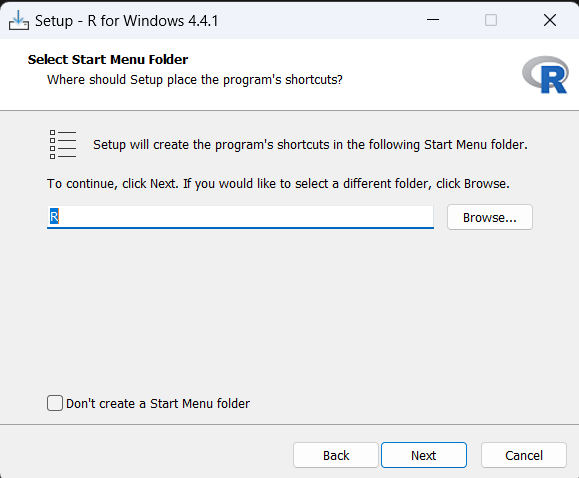 Setup - R for Windows 4.4.1
Select Start Menu Folder
Where should Setup place the program's shortcuts?
R
Setup will create the program's shortcuts in the following Start Menu folder.
To continue, click Next. If you would like to select a different folder, click Browse.
R
Browse...
Don't create a Start Menu folder
Back
Next
Cancel